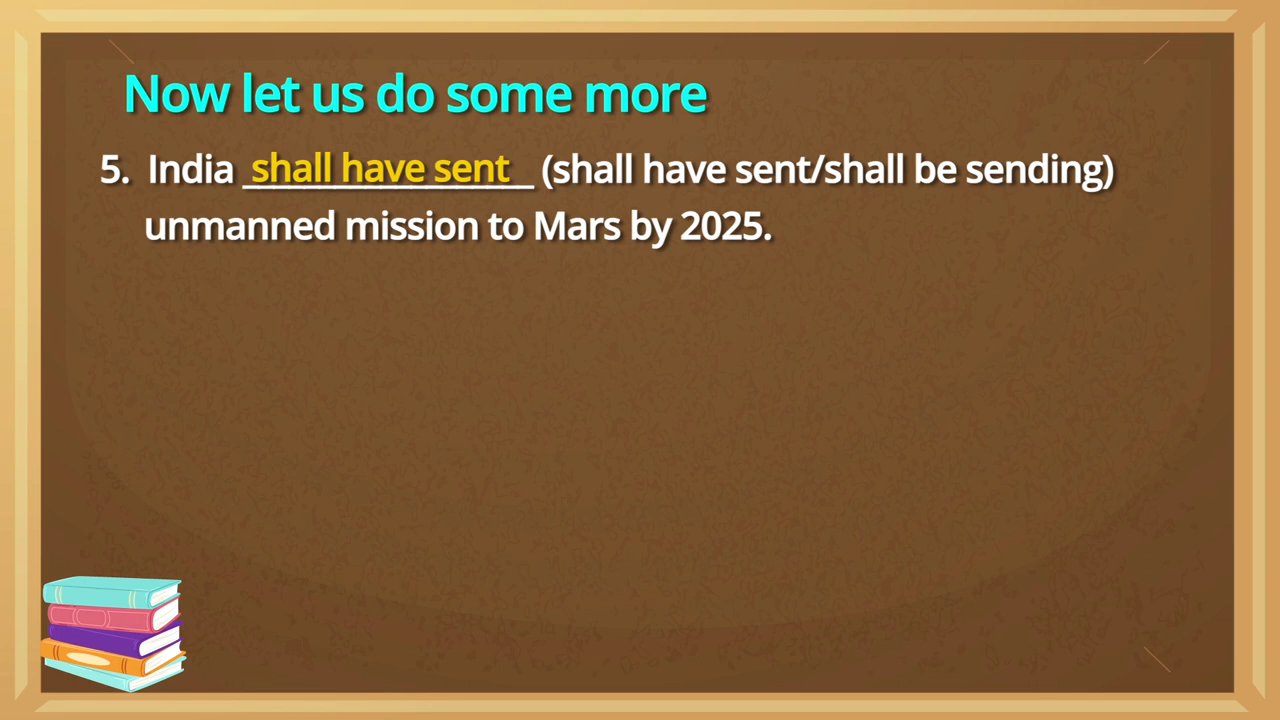 Now let us do some more
5. India shall have sent (shall have sent/shall be sending)
unmanned mission to Mars by 2025.